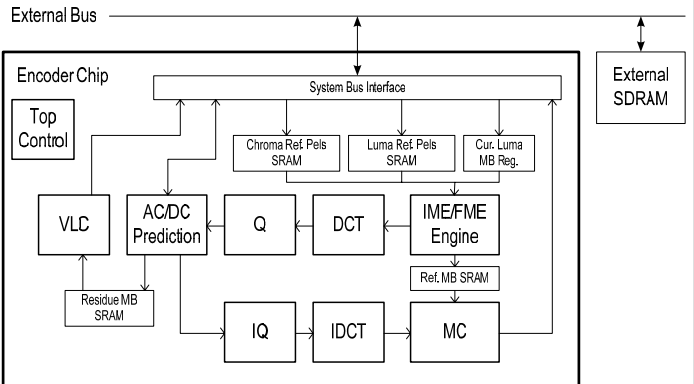 External Bus
Encoder Chip
System Bus Interface
External
SDRAM
Top
Control
Chroma Ref. Pels
SRAM
Luma Ref. Pels
SRAM
Cur. Luma
MB Reg.
VLC
AC/DC
Prediction
Q
DCT
IME/FME
Engine
Ref. MB SRAM
Residue MB
SRAM
IQ
IDCT
MC